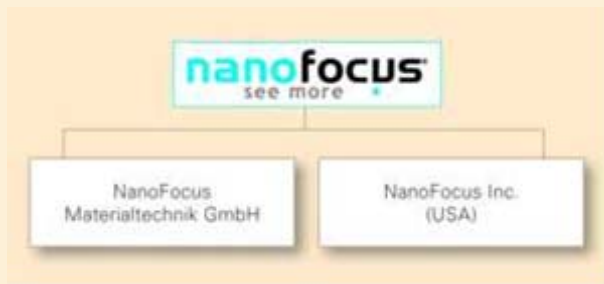 nanofocus
see more
NanoFocus
Materialtechnik GmbH
NanoFocus Inc.
(USA)